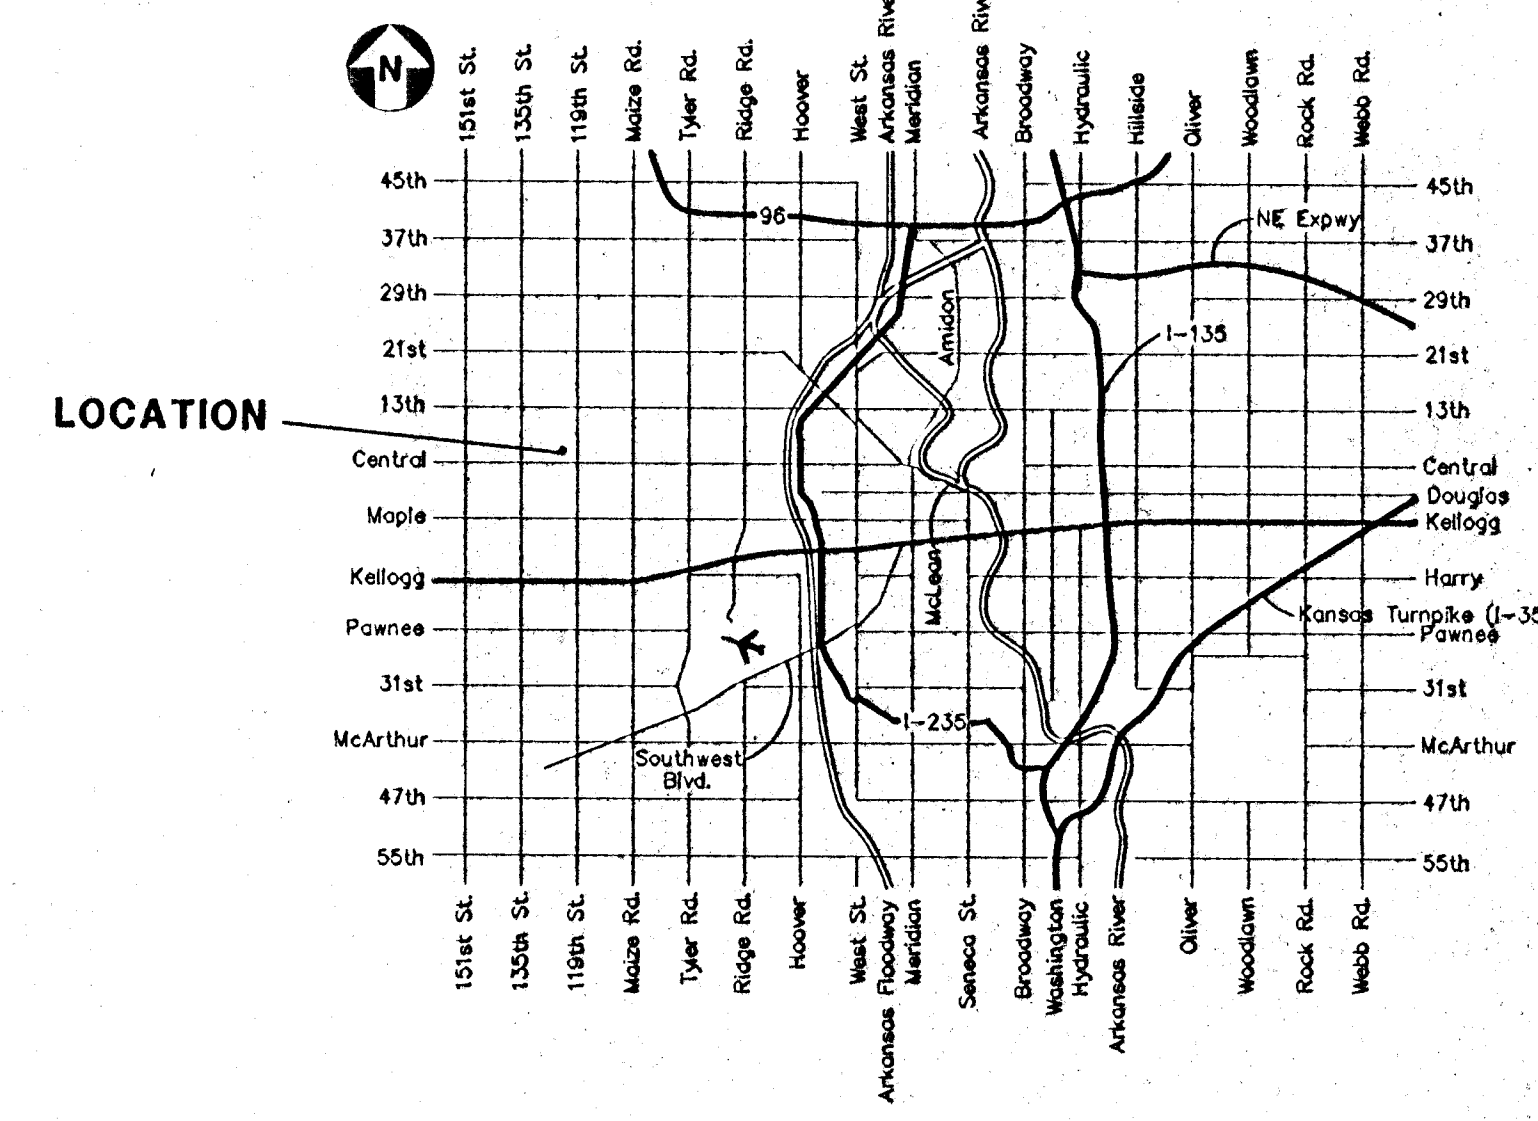 N
151st St.
135th St.
119th St.
Maize Rd.
Tyler Rd.
Ridge Rd.
Hoover
West St.
Arkansas
Meridian
Arkansas
Broadway
Hydraulic
Hillside
Oliver
Woodlawn
Rock Rd.
Webb Rd.
45th
45th
96
NE Expwy
37th
37th
29th
29th
Amidon
I-135
21st
21st
LOCATION
13th
13th
Central
Central
Douglas
Maple
Kellogg
Kellogg
Harry
McLean
Kansas Turnpike (I-35
Pawnee
Pawnee
31st
31st
I-235
McArthur
McArthur
Southwest
Blvd.
47th
47th
55th
55th
151st St.
135th St.
119th St.
Maize Rd.
Tyler Rd.
Ridge Rd.
Hoover
West St.
Arkansas Floodway
Meridian
Seneca St.
Broadway
Washington
Hydraulic
Arkansas River
Oliver
Woodlawn
Rock Rd.
Webb Rd.